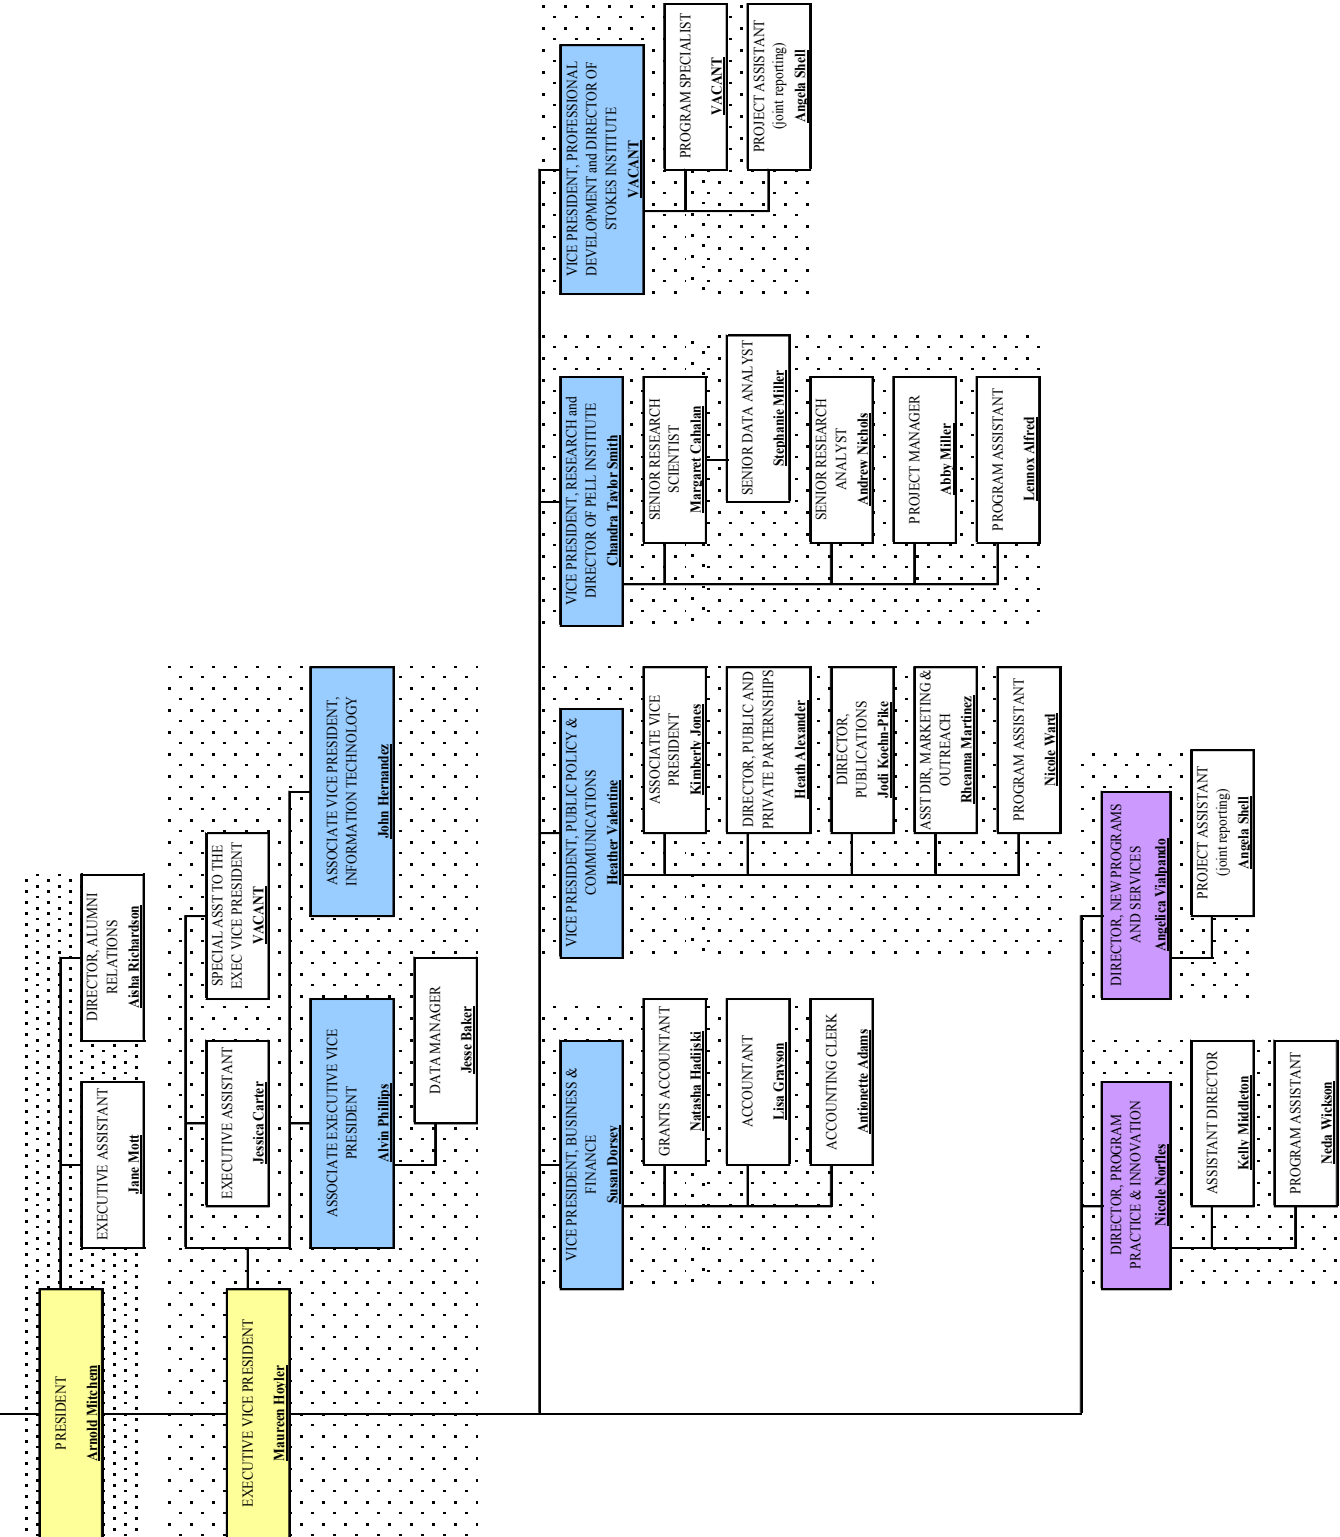 PRESIDENT
Arnold Mitchem
EXECUTIVE ASSISTANT
Jane Mott
DIRECTOR, ALUMNI
RELATIONS
Aisha Richardson
EXECUTIVE VICE PRESIDENT
Maureen Hoyler
EXECUTIVE ASSISTANT
Jessica Carter
SPECIAL ASST TO THE
EXEC VICE PRESIDENT
VACANT
ASSOCIATE EXECUTIVE VICE
PRESIDENT
Alvin Phillips
ASSOCIATE VICE PRESIDENT,
INFORMATION TECHNOLOGY
John Hernandez
DATA MANAGER
Jesse Baker
VICE PRESIDENT, BUSINESS &
FINANCE
Susan Dorsey
GRANTS ACCOUNTANT
Natasha Hadijski
ACCOUNTANT
Lisa Grayson
ACCOUNTING CLERK
Antionette Adams
VICE PRESIDENT, PUBLIC POLICY &
COMMUNICATIONS
Heather Valentine
ASSOCIATE VICE
PRESIDENT
Kimberly Jones
DIRECTOR, PUBLIC AND
PRIVATE PARTERNSHIPS
Heath Alexander
DIRECTOR,
PUBLICATIONS
Jodi Koehn-Pike
ASST DIR, MARKETING &
OUTREACH
Rheanna Martinez
PROGRAM ASSISTANT
Nicole Ward
VICE PRESIDENT, RESEARCH and
DIRECTOR OF PELL INSTITUTE
Chandra Taylor Smith
SENIOR RESEARCH
SCIENTIST
Margaret Cahalan
SENIOR DATA ANALYST
Stephanie Miller
SENIOR RESEARCH
ANALYST
Andrew Nichols
PROJECT MANAGER
Abby Miller
PROGRAM ASSISTANT
Lennox Alfred
VICE PRESIDENT, PROFESSIONAL
DEVELOPMENT and DIRECTOR OF
STOKES INSTITUTE
VACANT
PROGRAM SPECIALIST
VACANT
PROJECT ASSISTANT
(joint reporting)
Angela Shell
DIRECTOR, PROGRAM
PRACTICE & INNOVATION
Nicole Norfles
ASSISTANT DIRECTOR
Kelly Middleton
PROGRAM ASSISTANT
Neda Wickson
DIRECTOR, NEW PROGRAMS
AND SERVICES
Angelica Vialpando
PROJECT ASSISTANT
(joint reporting)
Angela Shell